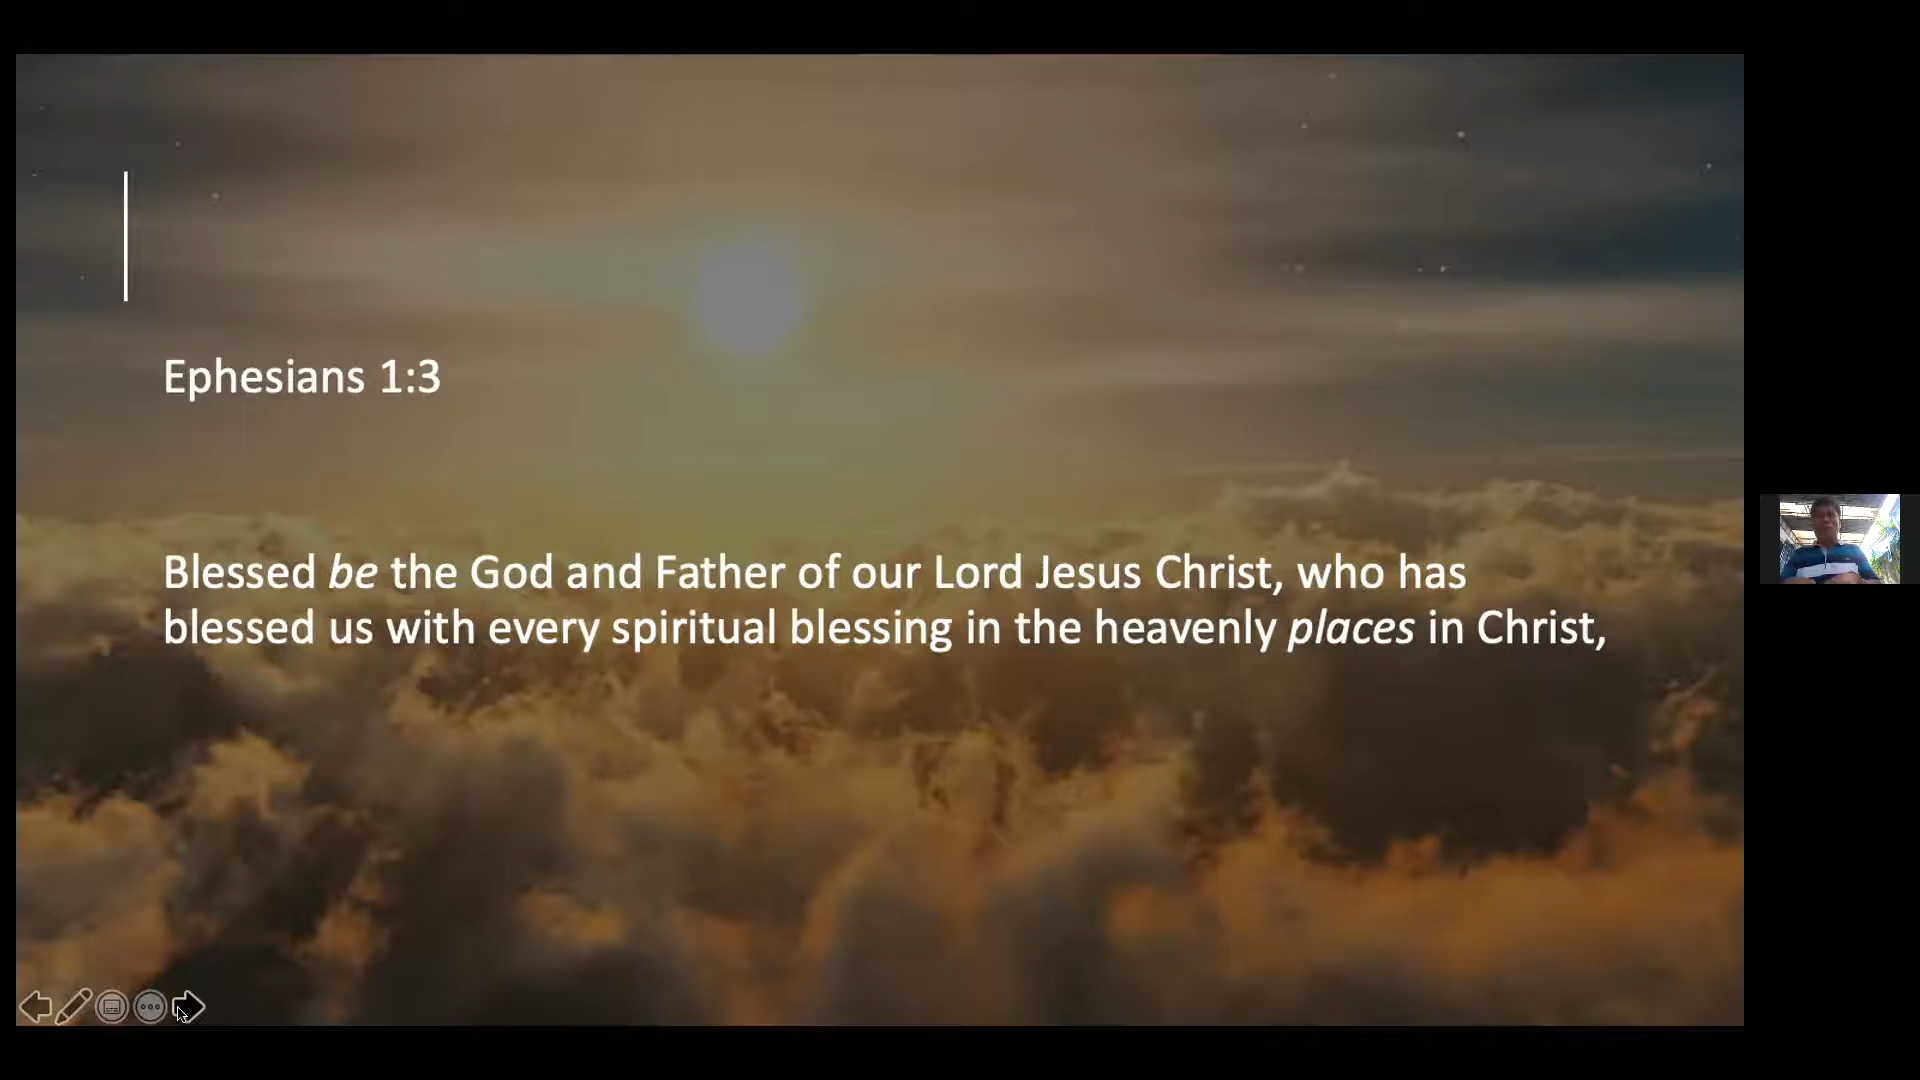 Ephesians 1:3
Blessed be the God and Father of our Lord Jesus Christ, who has
blessed us with every spiritual blessing in the heavenly places in Christ,